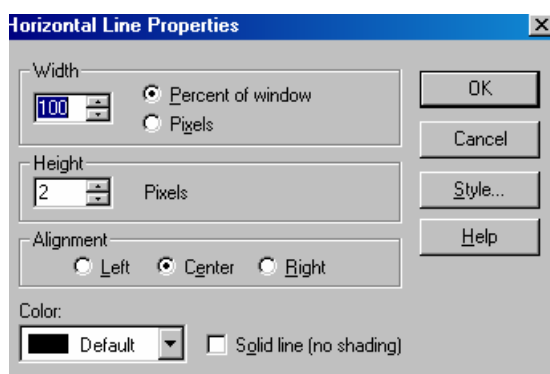 Horizontal Line Properties
Width
100
Percent of window
Pixels
OK
Cancel
Height
2
Pixels
Style...
Alignment
Left
Center
Right
Help
Color:
Default
Solid line (no shading)